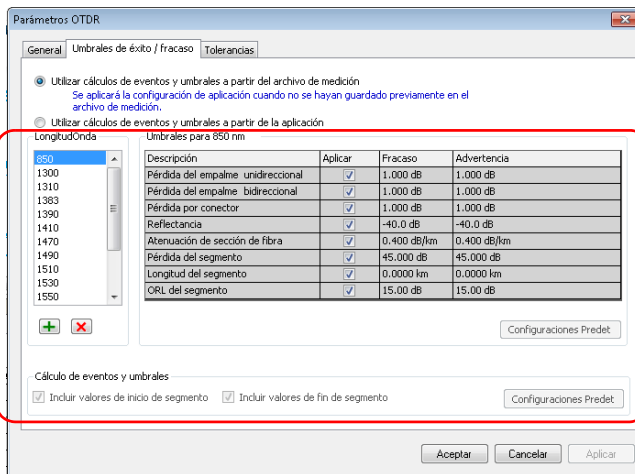 Parámetros OTDR
General Umbrales de éxito / fracaso Tolerancias
Utilizar cálculos de eventos y umbrales a partir del archivo de medición
Se aplicará la configuración de aplicación cuando no se hayan guardado previamente en el
archivo de medición.
Utilizar cálculos de eventos y umbrales a partir de la aplicación
LongitudOnda Umbrales para 850 nm
850
1300
1310
1383
1390
1410
1470
1490
1510
1530
1550
Descripción Aplicar Fracaso Advertencia
Pérdida del empalme unidireccional 1.000 dB 1.000 dB
Pérdida del empalme bidireccional 1.000 dB 1.000 dB
Pérdida por conector 1.000 dB 1.000 dB
Reflectancia -40.0 dB -40.0 dB
Atenuación de sección de fibra 0.400 dB/km 0.400 dB/km
Pérdida del segmento 45.000 dB 45.000 dB
Longitud del segmento 0.0000 km 0.0000 km
ORL del segmento 15.00 dB 15.00 dB
Configuraciones Predet
Cálculo de eventos y umbrales
Incluir valores de inicio de segmento Incluir valores de fin de segmento Configuraciones Predet
Aceptar Cancelar Aplicar